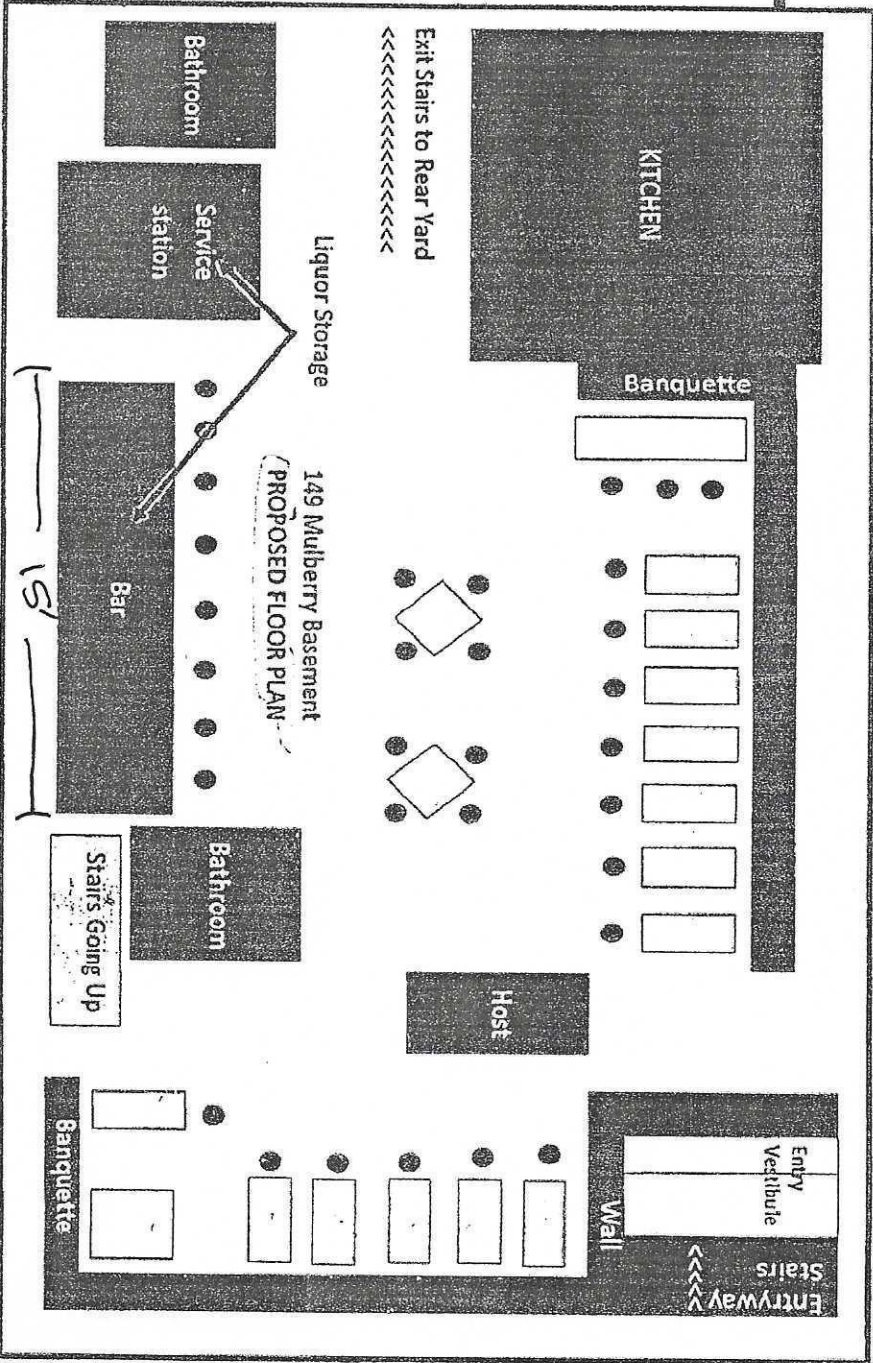 KITCHEN
Entry
Vestibule
Entryway
Stairs
<<<<<
Banquette
Wall
Host
Exit Stairs to Rear Yard
<<<<<<<<<<<<<<<<<<
Liquor Storage
149 Mulberry Basement
PROPOSED FLOOR PLAN
Bathroom
Service
station
Bar
Bathroom
Stairs Going Up
Banquette
15'